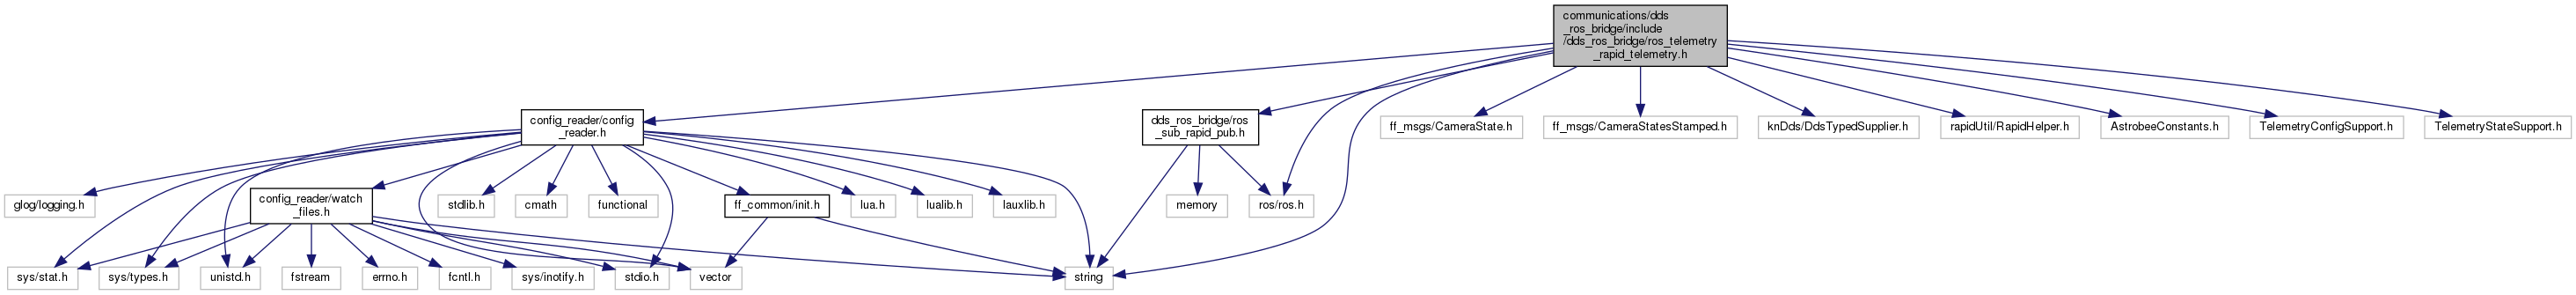 communications/dds
_ros_bridge/include
/dds_ros_bridge/ros_telemetry
_rapid_telemetry.h
config_reader/config
_reader.h
dds_ros_bridge/ros
_sub_rapid_pub.h
ff_msgs/CameraState.h
ff_msgs/CameraStatesStamped.h
knDds/DdsTypedSupplier.h
rapidUtil/RapidHelper.h
AstrobeeConstants.h
TelemetryConfigSupport.h
TelemetryStateSupport.h
glog/logging.h
config_reader/watch
_files.h
stdlib.h
cmath
functional
ff_common/init.h
lua.h
lualib.h
lauxlib.h
memory
ros/ros.h
sys/stat.h
sys/types.h
unistd.h
fstream
errno.h
fcntl.h
sys/inotify.h
stdio.h
vector
string